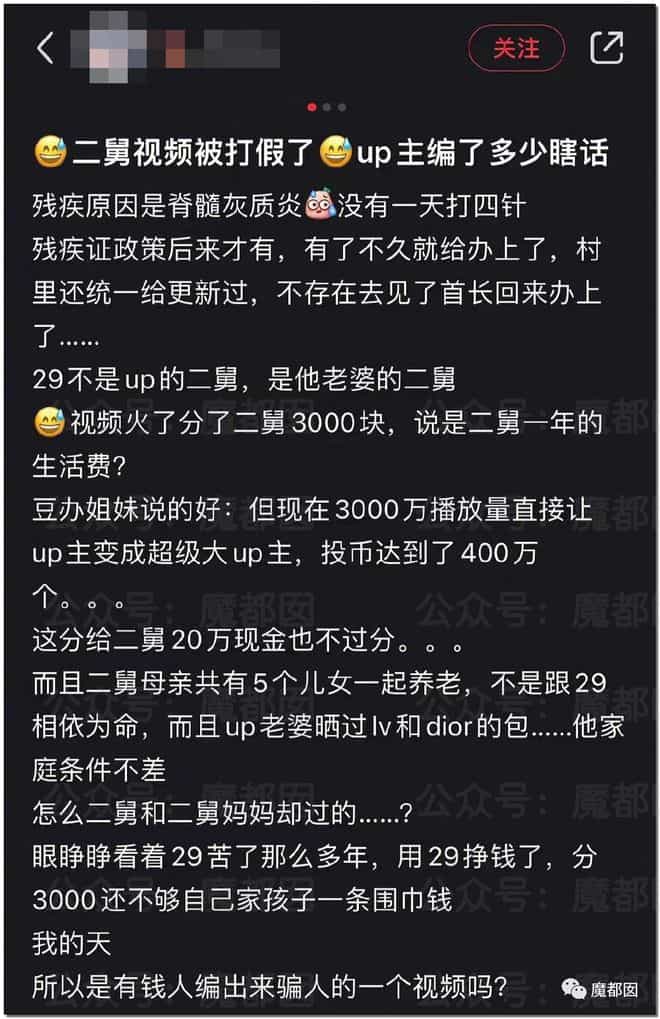 关注
😅二舅视频被打假了😅up主编了多少瞎话
残疾原因是脊髓灰质炎没有一天打四针
残疾证政策后来才有，有了不久就给办上了，村
里还统一给更新过，不存在去见了首长回来办上
了……
29不是up的二舅，是他老婆的二舅
😅视频火了分了二舅3000块，说是二舅一年的
生活费？
豆办姐妹说的好：但现在3000万播放量直接让
up主变成超级大up主，投币达到了400万
个。。。
这分给二舅20万现金也不过分。。。
而且二舅母亲共有5个儿女一起养老，不是跟29
相依为命，而且up老婆晒过lv和dior的包……他家
庭条件不差
怎么二舅和二舅妈妈却过的……？
眼睁睁看着29苦了那么多年，用29挣钱了，分
3000还不够自己家孩子一条围巾钱
我的天
所以是有钱人编出来骗人的一个视频吗？
魔都囡
公众号：魔都囡